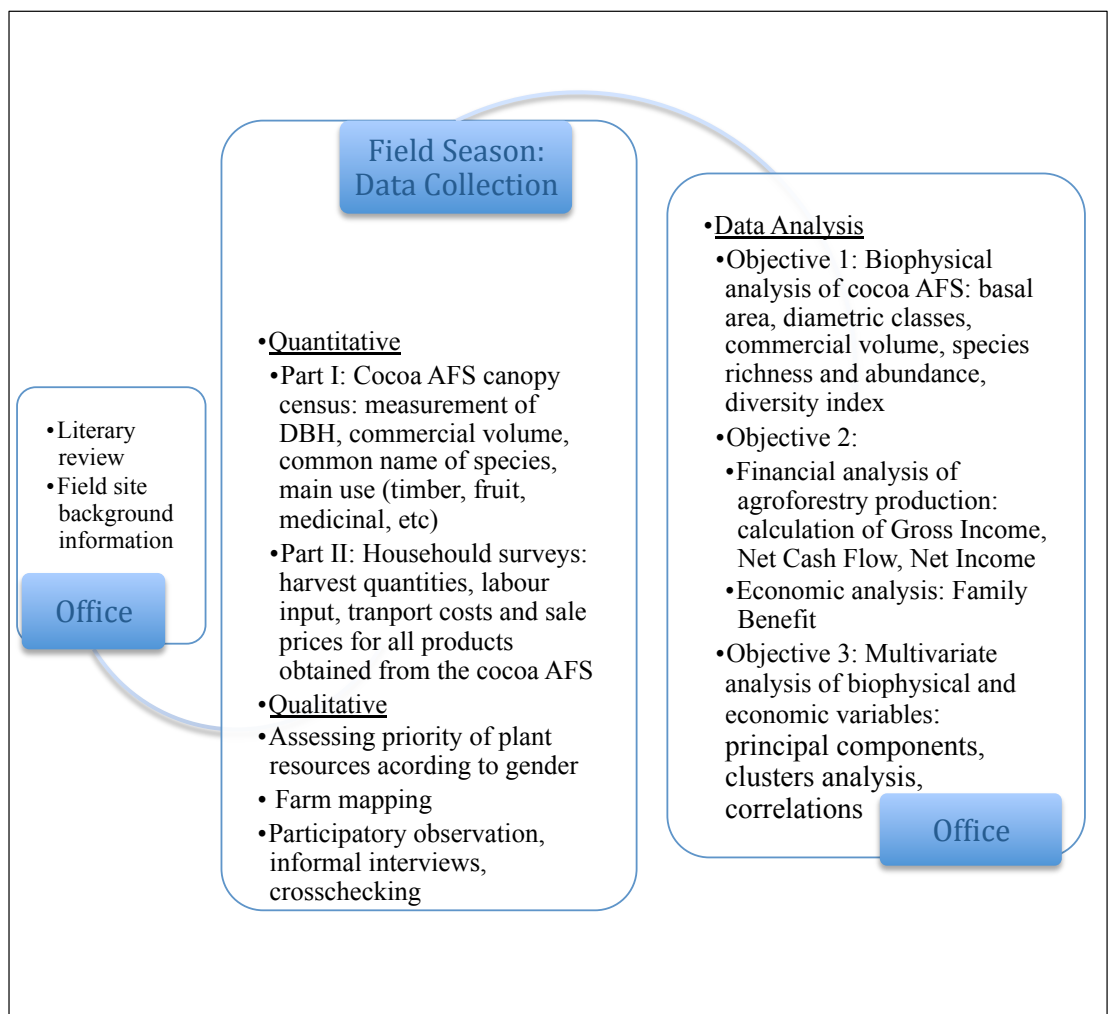 •Literary
review
•Field site
background
information
Office
Field Season:
Data Collection
•Quantitative
•Part I: Cocoa AFS canopy
census: measurement of
DBH, commercial volume,
common name of species,
main use (timber, fruit,
medicinal, etc)
•Part II: Househould surveys:
harvest quantities, labour
input, tranport costs and sale
prices for all products
obtained from the cocoa AFS
•Qualitative
•Assessing priority of plant
resources acording to gender
• Farm mapping
•Participatory observation,
informal interviews,
crosschecking
•Data Analysis
•Objective 1: Biophysical
analysis of cocoa AFS: basal
area, diametric classes,
commercial volume, species
richness and abundance,
diversity index
•Objective 2:
•Financial analysis of
agroforestry production:
calculation of Gross Income,
Net Cash Flow, Net Income
•Economic analysis: Family
Benefit
•Objective 3: Multivariate
analysis of biophysical and
economic variables:
principal components,
clusters analysis,
correlations
Office